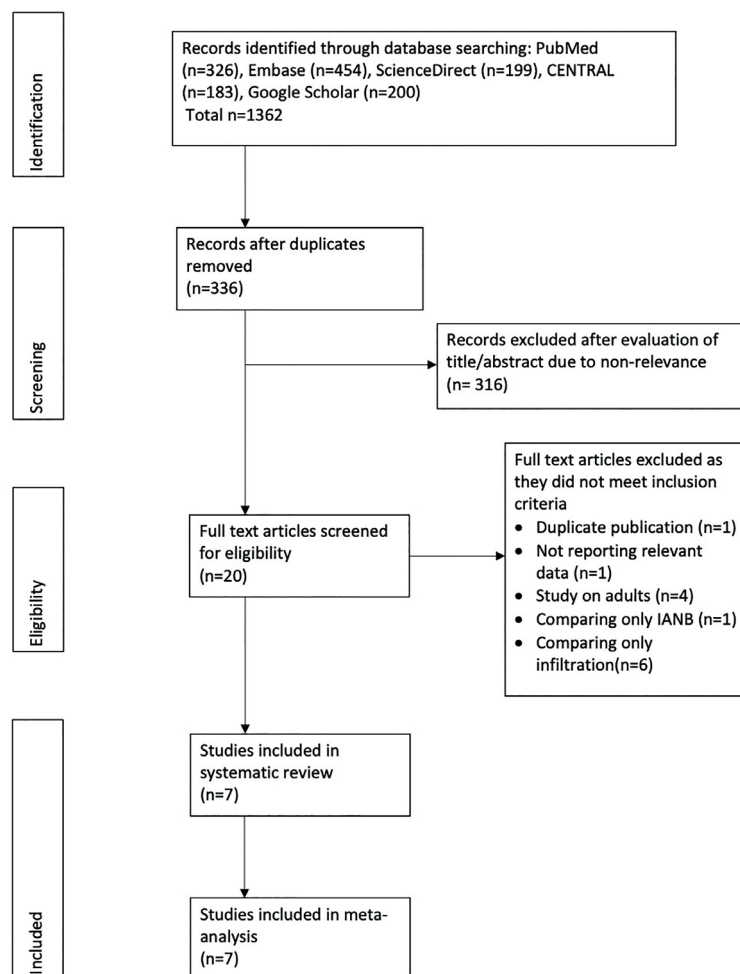 Identification
Records identified through database searching: PubMed
(n=326), Embase (n=454), ScienceDirect (n=199), CENTRAL
(n=183), Google Scholar (n=200)
Total n=1362
Screening
Records after duplicates
removed
(n=336)
Records excluded after evaluation of
title/abstract due to non-relevance
(n= 316)
Eligibility
Full text articles screened
for eligibility
(n=20)
Full text articles excluded as
they did not meet inclusion
criteria
• Duplicate publication (n=1)
• Not reporting relevant
data (n=1)
• Study on adults (n=4)
• Comparing only IANB (n=1)
• Comparing only
infiltration(n=6)
Included
Studies included in
systematic review
(n=7)
Studies included in meta-
analysis
(n=7)